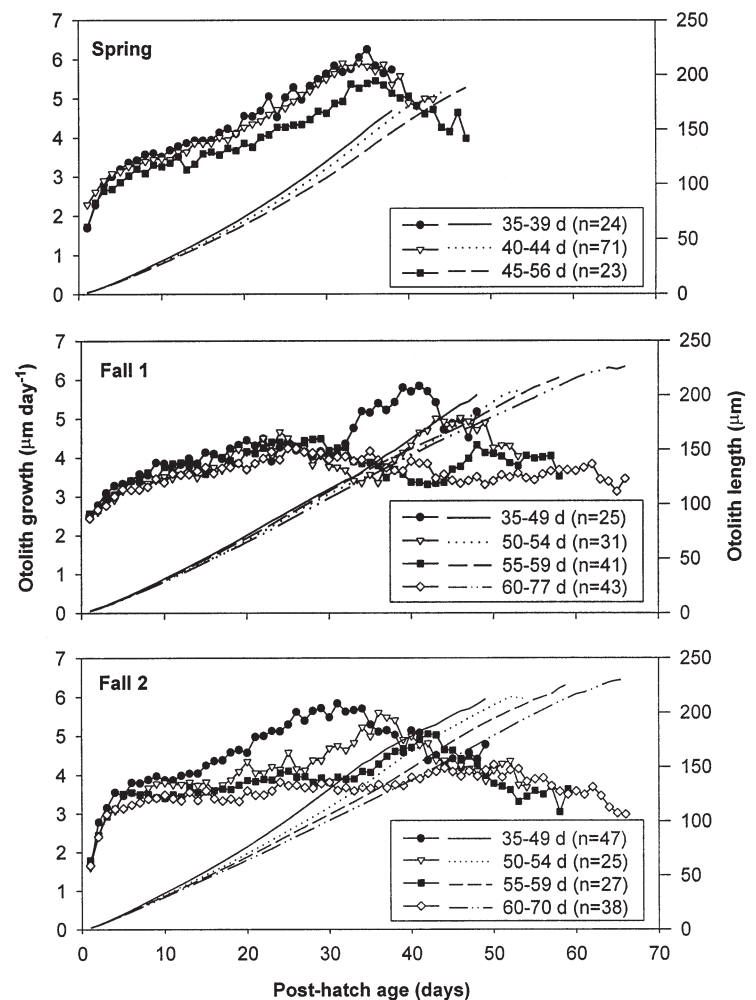 Spring
7
6
5
4
3
2
1
0
250
200
150
100
50
0
35-39 d (n=24)
40-44 d (n=71)
45-56 d (n=23)
Fall 1
7
6
5
4
3
2
1
0
250
200
150
100
50
0
35-49 d (n=25)
50-54 d (n=31)
55-59 d (n=41)
60-77 d (n=43)
Otolith growth (μm day⁻¹)
Otolith length (μm)
Fall 2
7
6
5
4
3
2
1
0
250
200
150
100
50
0
35-49 d (n=47)
50-54 d (n=25)
55-59 d (n=27)
60-70 d (n=38)
0 10 20 30 40 50 60 70
Post-hatch age (days)